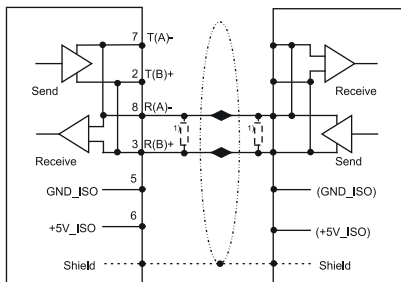 7 T(A)-
2 T(B)+
Send
Receive
8 R(A)-
1) 1)
3 R(B)+
Receive
Send
5
GND_ISO
(GND_ISO)
6
+5V_ISO
(+5V_ISO)
Shield
Shield